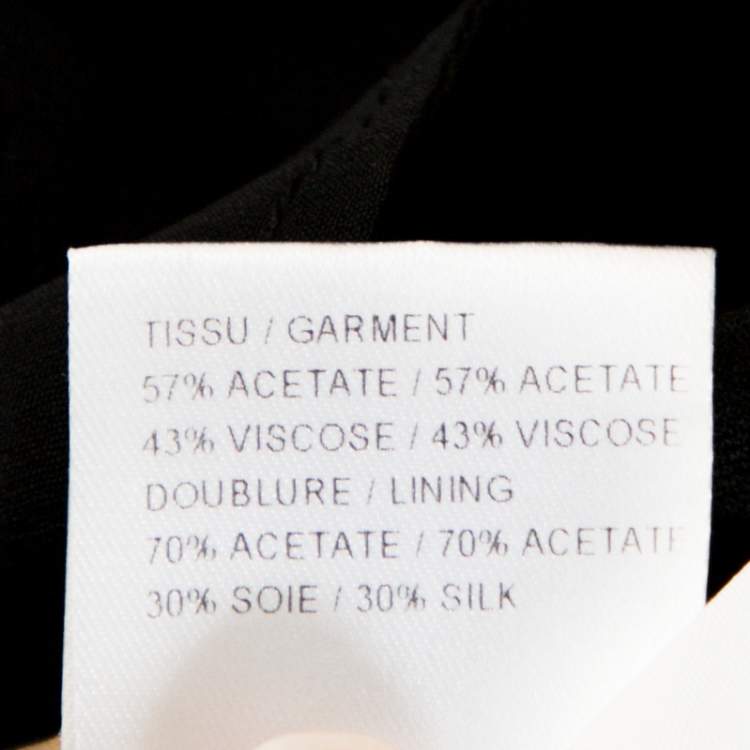 TISSU / GARMENT
57% ACETATE / 57% ACETATE
43% VISCOSE / 43% VISCOSE
DOUBLURE / LINING
70% ACETATE / 70% ACETATE
30% SOIE / 30% SILK